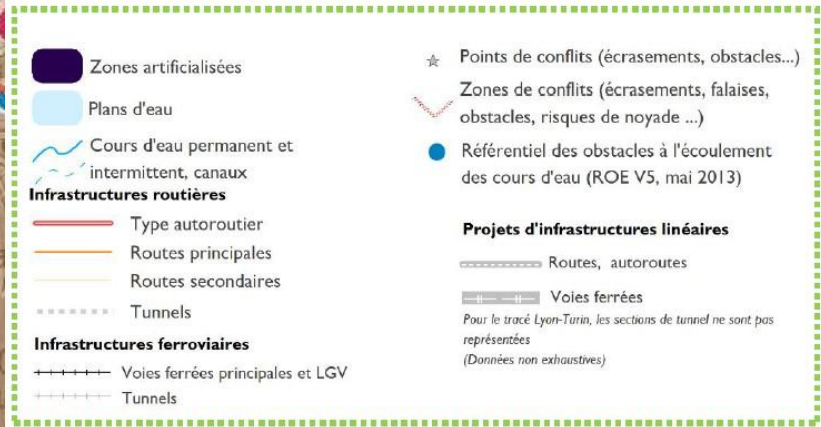 Zones artificialisées
Plans d'eau
Cours d'eau permanent et
intermittent, canaux
Infrastructures routières
Type autoroutier
Routes principales
Routes secondaires
Tunnels
Infrastructures ferroviaires
Voies ferrées principales et LGV
Tunnels
Points de conflits (écrasements, obstacles...)
Zones de conflits (écrasements, falaises,
obstacles, risques de noyade ...)
Référentiel des obstacles à l'écoulement
des cours d'eau (ROE V5, mai 2013)
Projets d'infrastructures linéaires
Routes, autoroutes
Voies ferrées
Pour le tracé Lyon-Turin, les sections de tunnel ne sont pas
représentées
(Données non exhaustives)